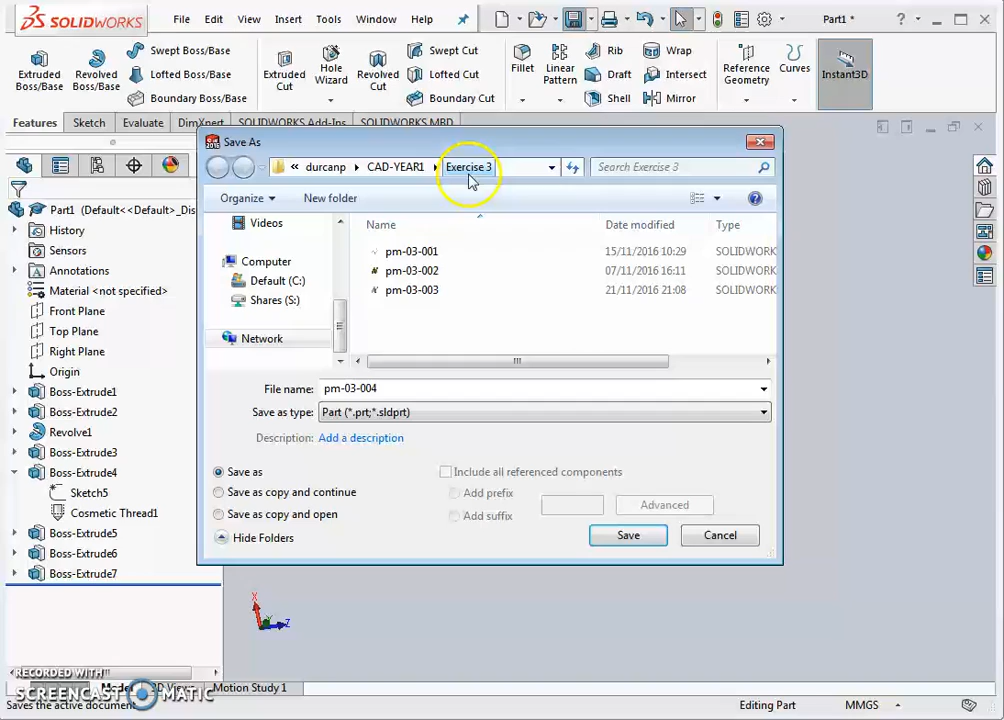 SOLIDWORKS File Edit View Insert Tools Window Help Part1 *
Extruded Boss/Base
Revolved Boss/Base
Swept Boss/Base
Lofted Boss/Base
Boundary Boss/Base
Extruded Cut
Hole Wizard
Revolved Cut
Swept Cut
Lofted Cut
Boundary Cut
Fillet
Linear Pattern
Rib
Draft
Shell
Wrap
Intersect
Mirror
Reference Geometry
Curves
Instant3D
Features Sketch Evaluate DimXpert SOLIDWORKS Add-Ins SOLIDWORKS MBD
Part1 (Default<<Default>_Dis
History
Sensors
Annotations
Material <not specified>
Front Plane
Top Plane
Right Plane
Origin
Boss-Extrude1
Boss-Extrude2
Revolve1
Boss-Extrude3
Boss-Extrude4
Sketch5
Cosmetic Thread1
Boss-Extrude5
Boss-Extrude6
Boss-Extrude7
Save As
« durcanp CAD-YEAR1 Exercise 3 Search Exercise 3
Organize New folder
Videos
Computer
Default (C:)
Shares (S:)
Network
Name Date modified Type
pm-03-001 15/11/2016 10:29 SOLIDWORK
pm-03-002 07/11/2016 16:11 SOLIDWORK
pm-03-003 21/11/2016 21:08 SOLIDWORK
File name: pm-03-004
Save as type: Part (*.prt;*.sldprt)
Description: Add a description
Save as
Save as copy and continue
Save as copy and open
Include all referenced components
Add prefix
Add suffix
Advanced
Hide Folders Save Cancel
X
Y
Z
RECORDED WITH
SCREENCAST MATIC
Model 3D Views Motion Study 1
Saves the active document Editing Part MMGS